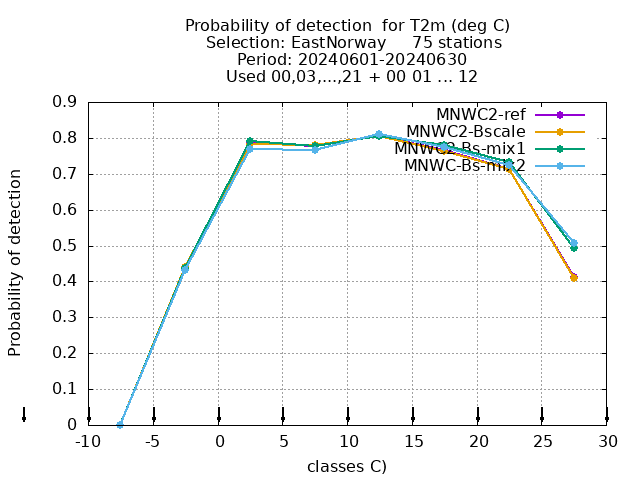 Probability of detection  for T2m (deg C)
Selection: EastNorway     75 stations
Period: 20240601-20240630
Used 00,03,...,21 + 00 01 ... 12
MNWC2-ref
MNWC2-Bscale
MNWC2-Bs-mix1
MNWC-Bs-mix2
Probability of detection
0.9
0.8
0.7
0.6
0.5
0.4
0.3
0.2
0.1
0
-10 -5 0 5 10 15 20 25 30
classes C)